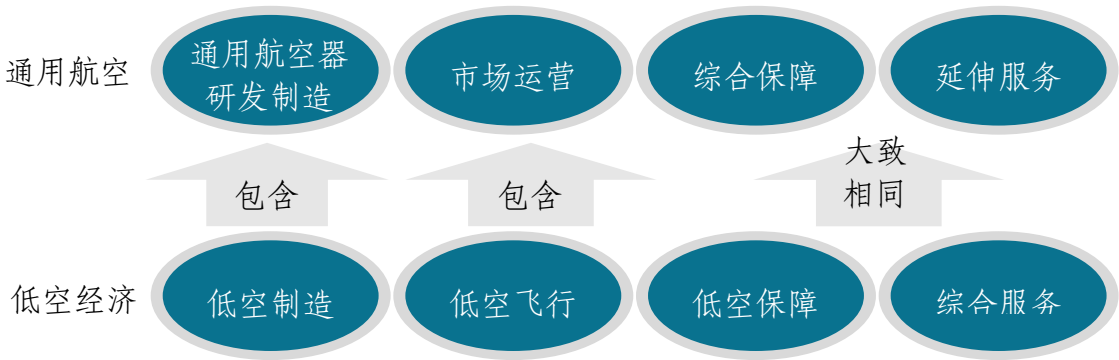 通用航空
通用航空器
研发制造
市场运营
综合保障
延伸服务
包含
包含
大致
相同
低空经济
低空制造
低空飞行
低空保障
综合服务